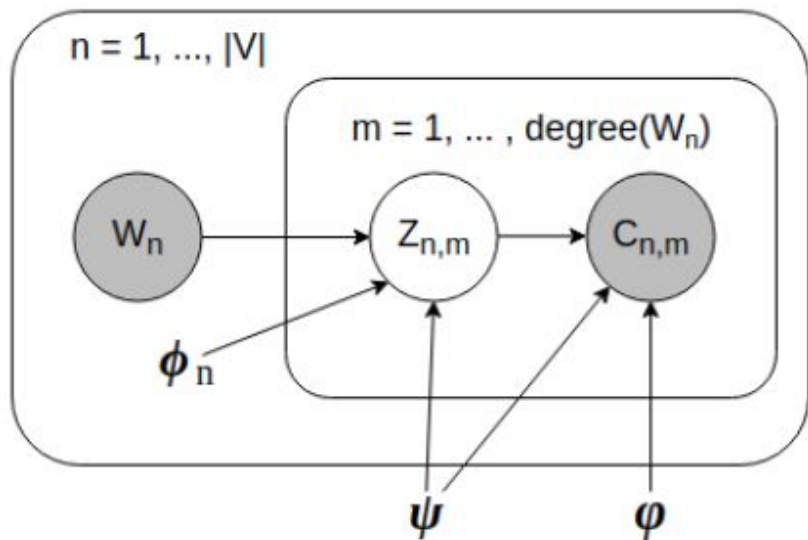 n = 1, ..., |V|
m = 1, ... , degree(Wₙ)
Wₙ
Zₙ,ₘ
Cₙ,ₘ
ϕₙ
ψ
φ